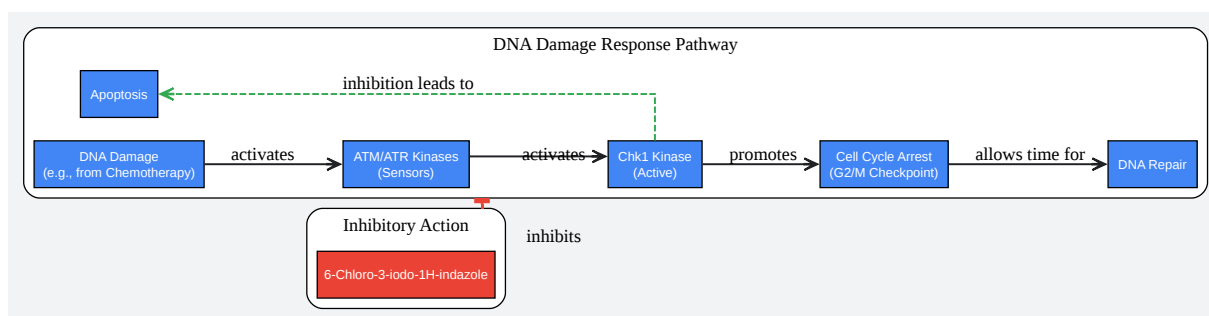 DNA Damage Response Pathway
inhibition leads to
Apoptosis
DNA Damage
(e.g., from Chemotherapy)
activates
ATM/ATR Kinases
(Sensors)
activates
Chk1 Kinase
(Active)
promotes
Cell Cycle Arrest
(G2/M Checkpoint)
allows time for
DNA Repair
Inhibitory Action
inhibits
6-Chloro-3-iodo-1H-indazole